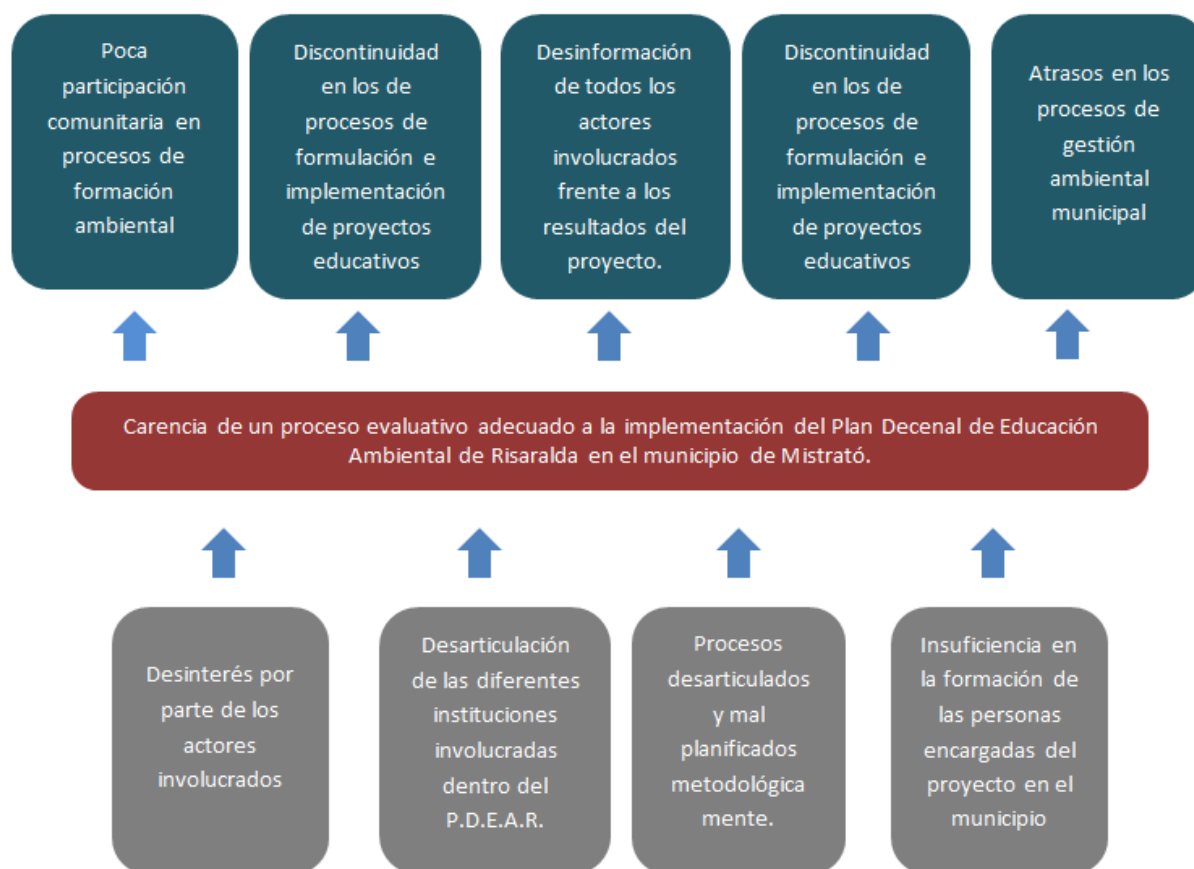 Poca
participación
comunitaria en
procesos de
formación
ambiental
Discontinuidad
en los de
procesos de
formulación e
implementación
de proyectos
educativos
Desinformación
de todos los
actores
involucrados
frente a los
resultados del
proyecto.
Discontinuidad
en los de
procesos de
formulación e
implementación
de proyectos
educativos
Atrasos en los
procesos de
gestión
ambiental
municipal
Carencia de un proceso evaluativo adecuado a la implementación del Plan Decenal de Educación
Ambiental de Risaralda en el municipio de Mistrató.
Desinterés por
parte de los
actores
involucrados
Desarticulación
de las diferentes
instituciones
involucradas
dentro del
P.D.E.A.R.
Procesos
desarticulados
y mal
planificados
metodológica
mente.
Insuficiencia en
la formación de
las personas
encargadas del
proyecto en el
municipio